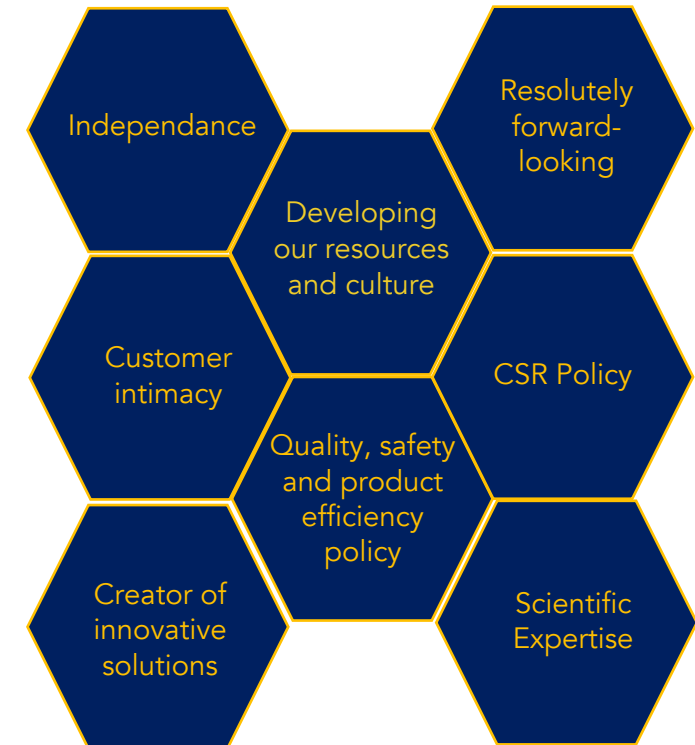 Independance
Resolutely
forward-
looking
Developing
our resources
and culture
Customer
intimacy
CSR Policy
Quality, safety
and product
efficiency
policy
Creator of
innovative
solutions
Scientific
Expertise